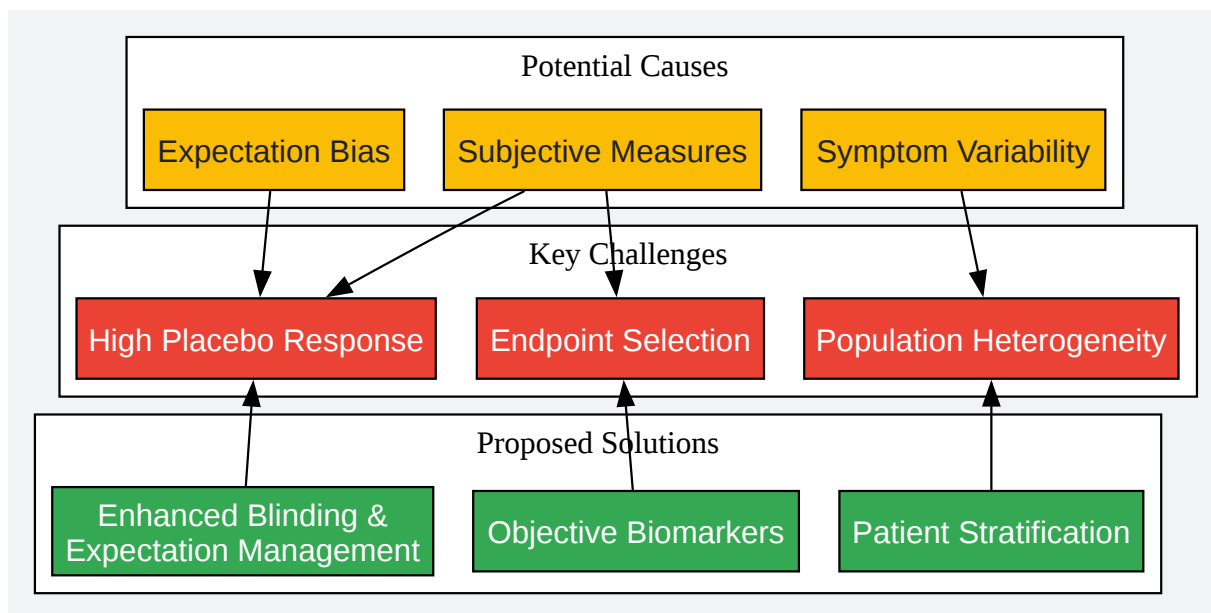 Potential Causes
Expectation Bias
Subjective Measures
Symptom Variability
Key Challenges
High Placebo Response
Endpoint Selection
Population Heterogeneity
Proposed Solutions
Enhanced Blinding &
Expectation Management
Objective Biomarkers
Patient Stratification